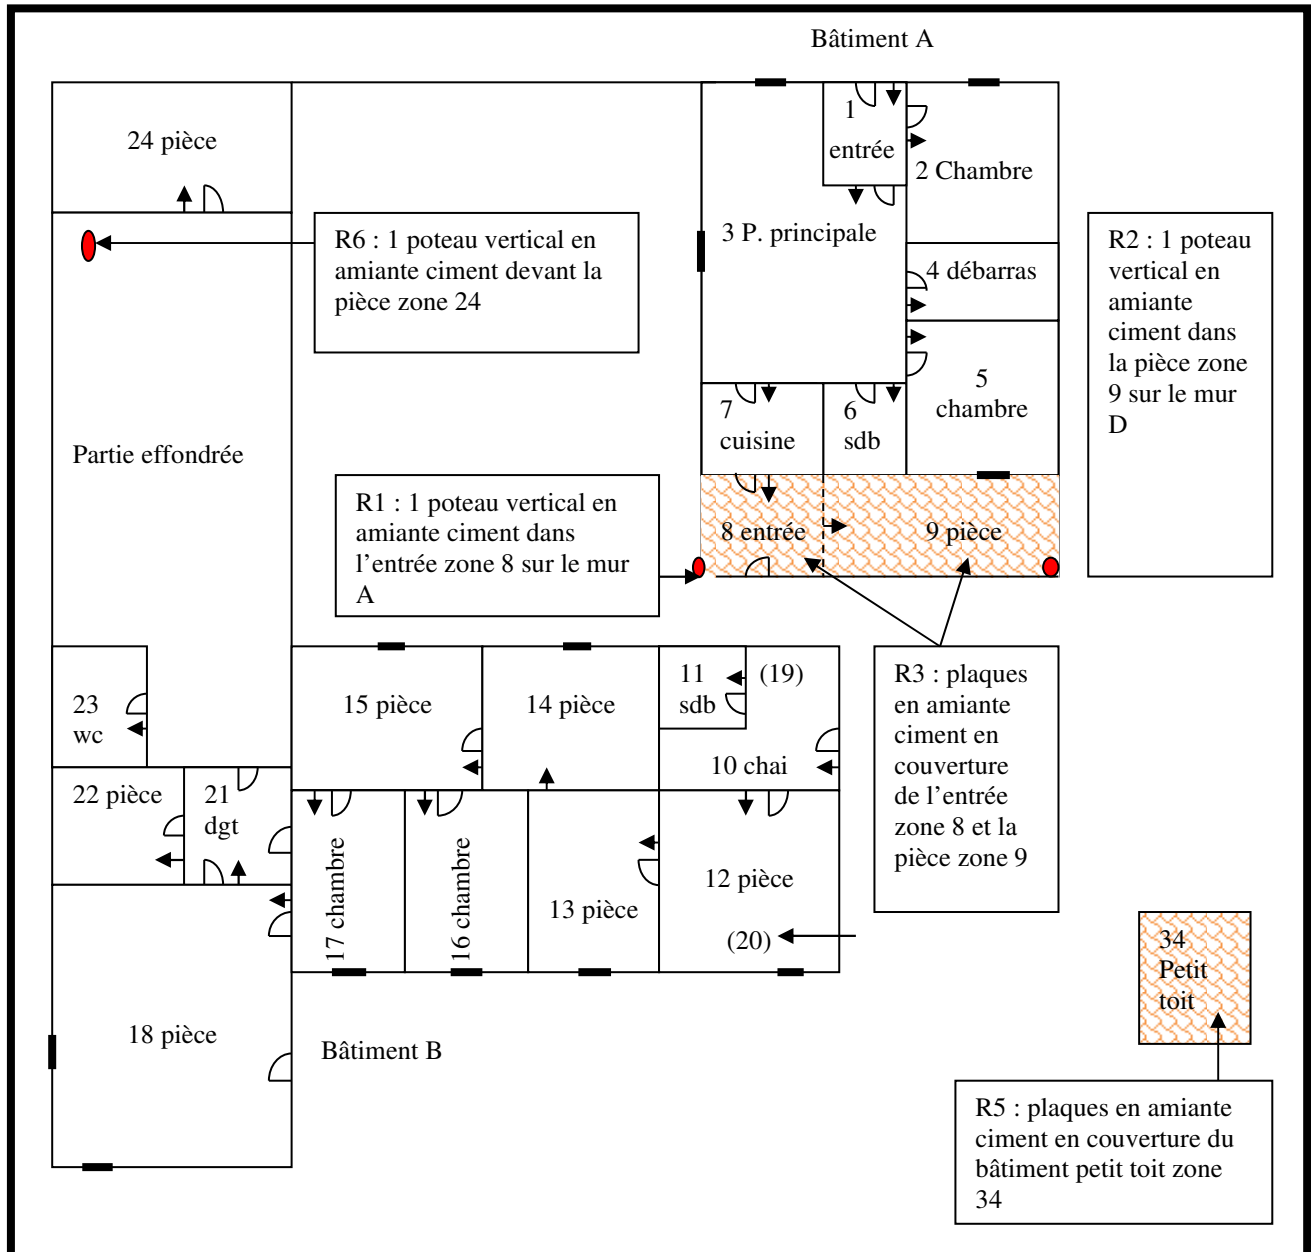 Bâtiment A
24 pièce
1
entrée
2 Chambre
3 P. principale
4 débarras
5
chambre
7
cuisine
6
sdb
8 entrée
9 pièce
R6 : 1 poteau vertical en
amiante ciment devant la
pièce zone 24
R2 : 1 poteau
vertical en
amiante
ciment dans
la pièce zone
9 sur le mur
D
Partie effondrée
R1 : 1 poteau vertical en
amiante ciment dans
l’entrée zone 8 sur le mur
A
R3 : plaques
en amiante
ciment en
couverture
de l’entrée
zone 8 et la
pièce zone 9
23
wc
15 pièce
14 pièce
11
sdb
(19)
10 chai
22 pièce
21
dgt
17 chambre
16 chambre
13 pièce
12 pièce
(20)
34
Petit
toit
18 pièce
Bâtiment B
R5 : plaques en amiante
ciment en couverture du
bâtiment petit toit zone
34